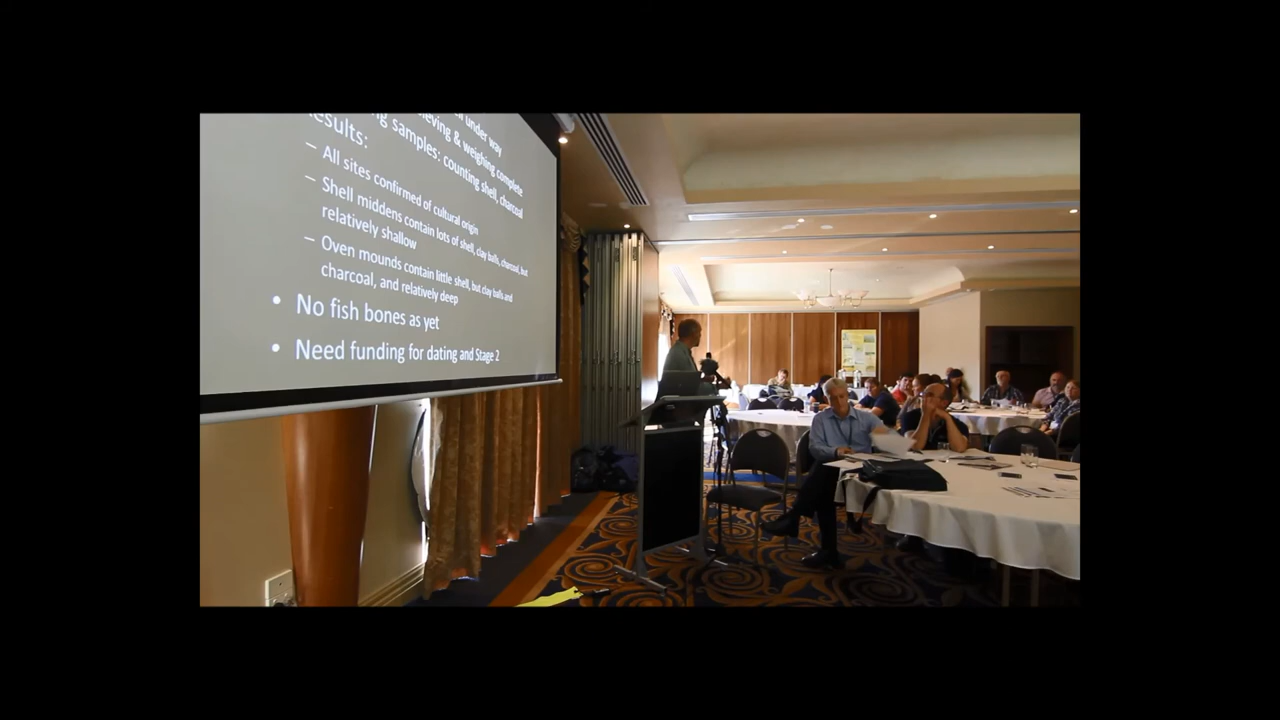 under way
ieving & weighing complete
ng samples: counting shell, charcoal
esults:
– All sites confirmed of cultural origin
– Shell middens contain lots of shell, clay balls, charcoal, but
relatively shallow
– Oven mounds contain little shell, but clay balls and
charcoal, and relatively deep
• No fish bones as yet
• Need funding for dating and Stage 2